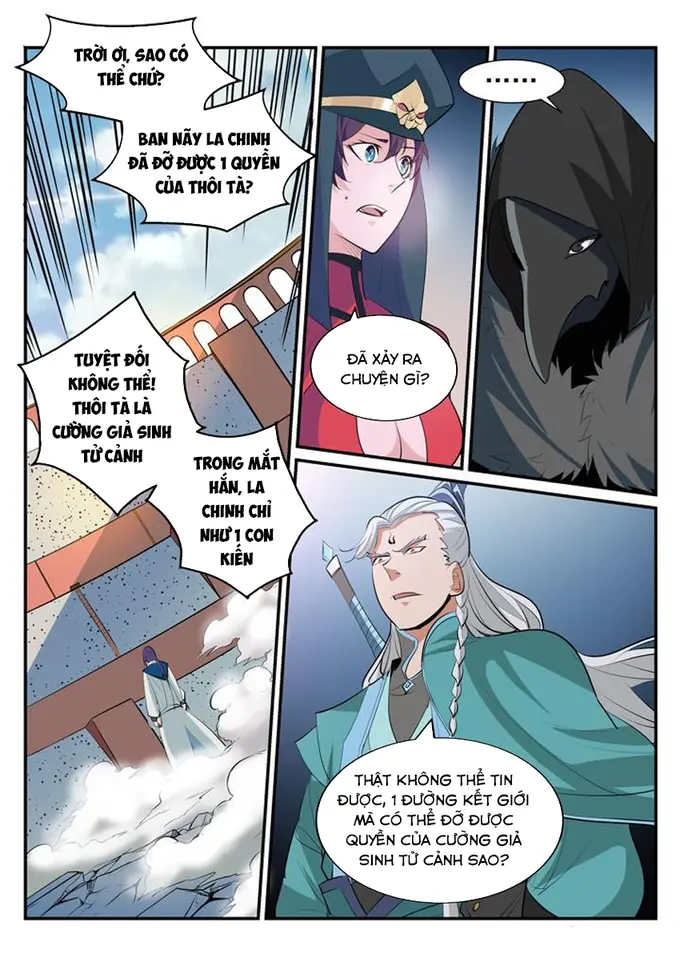 TRỜI ƠI, SAO CÓ
THỂ CHỨ?
BAN NÃY LA CHINH
ĐÃ ĐỠ ĐƯỢC 1 QUYỀN
CỦA THÔI TÀ?
TUYỆT ĐỐI
KHÔNG THỂ!
THÔI TÀ LÀ
CƯỜNG GIẢ SINH
TỬ CẢNH
TRONG MẮT
HẮN, LA
CHINH CHỈ
NHƯ 1 CON
KIẾN
......
ĐÃ XẢY RA
CHUYỆN GÌ?
THẬT KHÔNG THỂ TIN
ĐƯỢC, 1 ĐƯỜNG KẾT GIỚI
MÀ CÓ THỂ ĐỠ ĐƯỢC
QUYỀN CỦA CƯỜNG GIẢ
SINH TỬ CẢNH SAO?